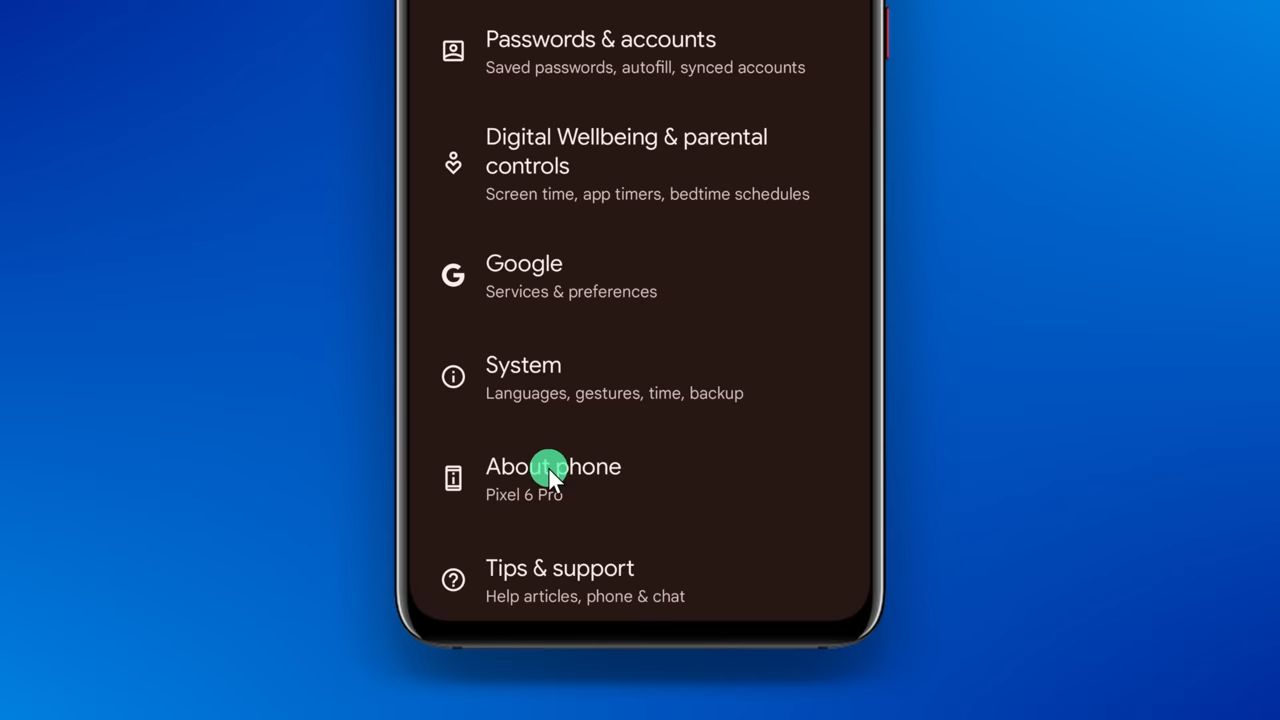 Passwords & accounts
Saved passwords, autofill, synced accounts
Digital Wellbeing & parental
controls
Screen time, app timers, bedtime schedules
Google
Services & preferences
System
Languages, gestures, time, backup
About phone
Pixel 6 Pro
Tips & support
Help articles, phone & chat